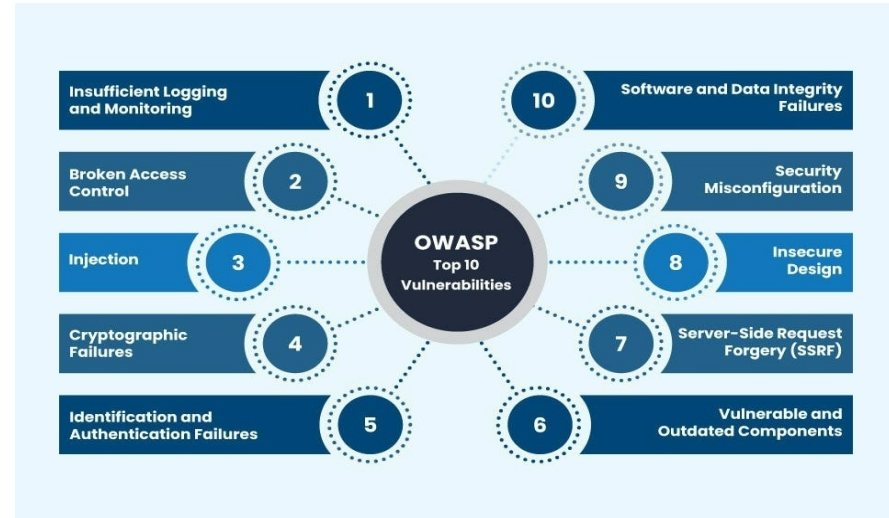 Insufficient Logging
and Monitoring
1
Broken Access
Control
2
Injection
3
Cryptographic
Failures
4
Identification and
Authentication Failures
5
OWASP
Top 10
Vulnerabilities
10
Software and Data Integrity
Failures
9
Security
Misconfiguration
8
Insecure
Design
7
Server-Side Request
Forgery (SSRF)
6
Vulnerable and
Outdated Components